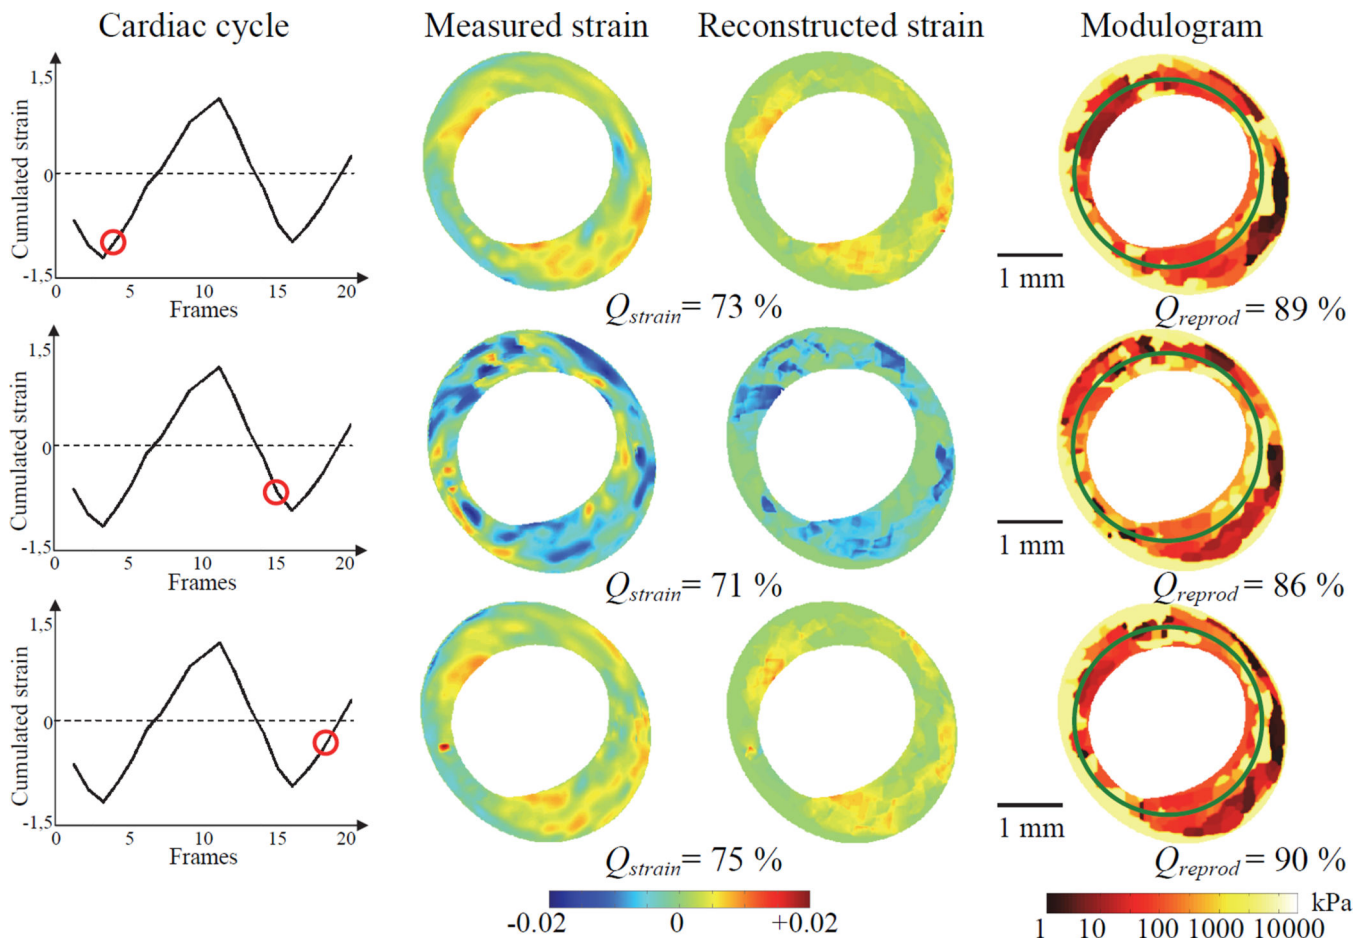 Cardiac cycle Measured strain Reconstructed strain Modulogram
Cumulated strain
1,5
0
-1,5
0 5 10 15 20
Frames
1 mm
Qstrain= 73 %
Qreprod = 89 %
Cumulated strain
1,5
0
-1,5
0 5 10 15 20
Frames
1 mm
Qstrain= 71 %
Qreprod = 86 %
Cumulated strain
1,5
0
-1,5
0 5 10 15 20
Frames
1 mm
Qstrain= 75 %
Qreprod = 90 %
-0.02 0 +0.02
kPa
1 10 100 1000 10000